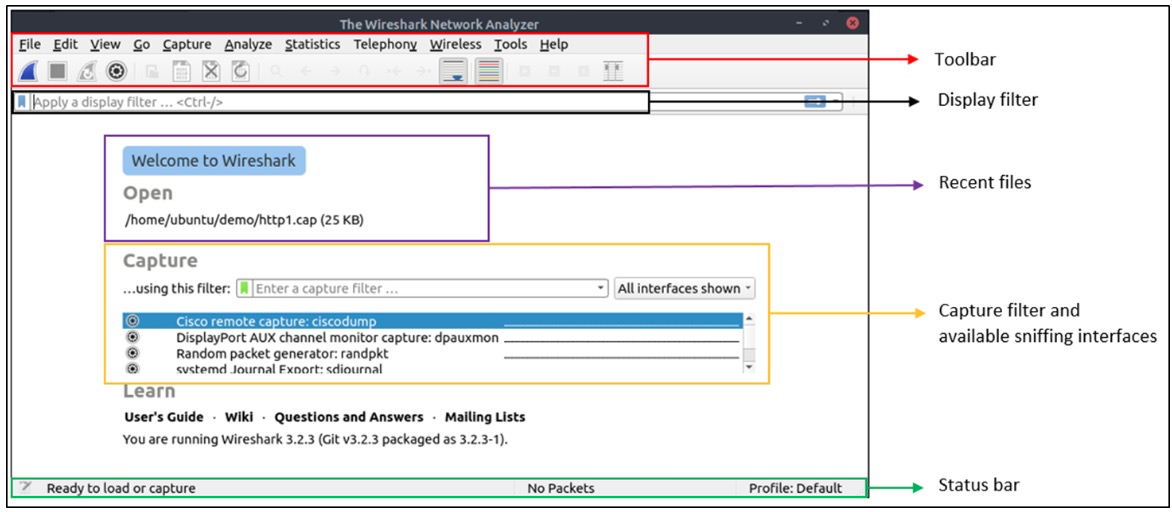 The Wireshark Network Analyzer
File Edit View Go Capture Analyze Statistics Telephony Wireless Tools Help
Toolbar
Apply a display filter ... <Ctrl-/>
Display filter
Welcome to Wireshark
Open
/home/ubuntu/demo/http1.cap (25 KB)
Recent files
Capture
...using this filter: Enter a capture filter ... All interfaces shown
Cisco remote capture: ciscodump
DisplayPort AUX channel monitor capture: dpauxmon
Random packet generator: randpkt
systemd Journal Export: sdjournal
Capture filter and
available sniffing interfaces
Learn
User's Guide · Wiki · Questions and Answers · Mailing Lists
You are running Wireshark 3.2.3 (Git v3.2.3 packaged as 3.2.3-1).
Ready to load or capture No Packets Profile: Default
Status bar